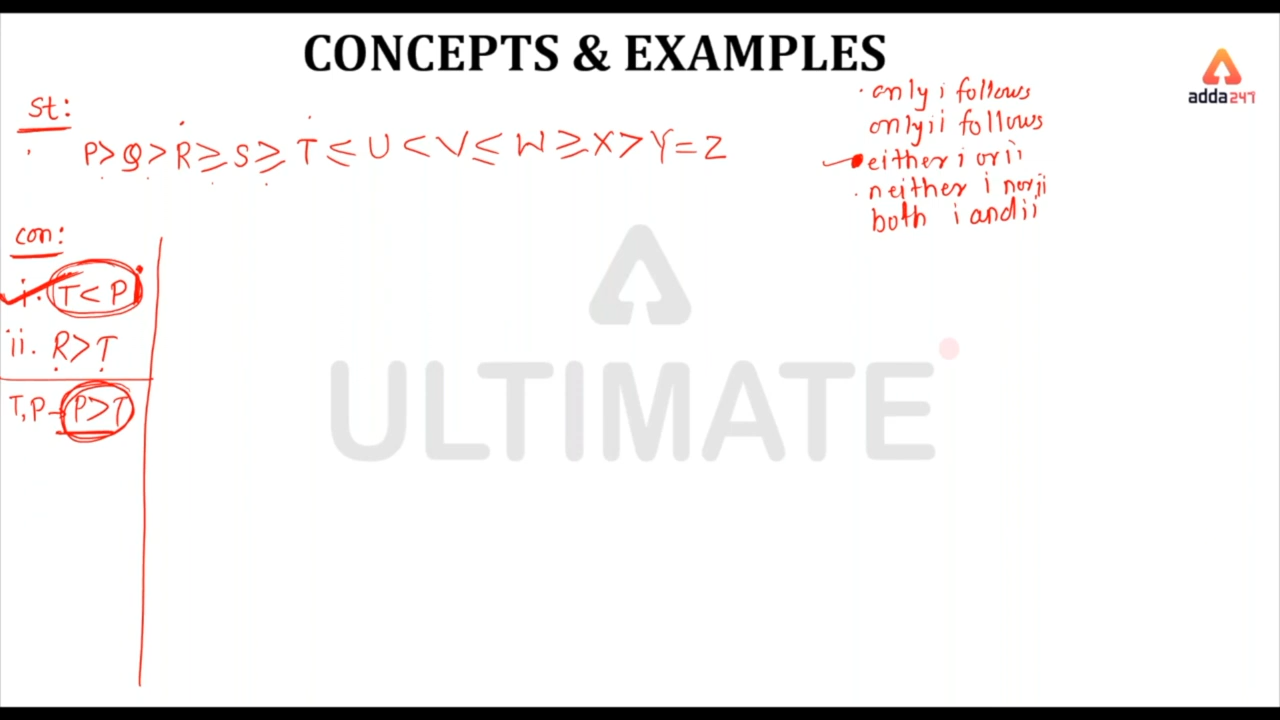 CONCEPTS & EXAMPLES
adda247
St:
P>Q>R≥S≥T≤U<V≤W≥X>Y=Z
only i follows
only ii follows
either i or ii
neither i nor ii
both i and ii
con:
i. T<P
ii. R>T
T,P→P>T
ULTIMATE